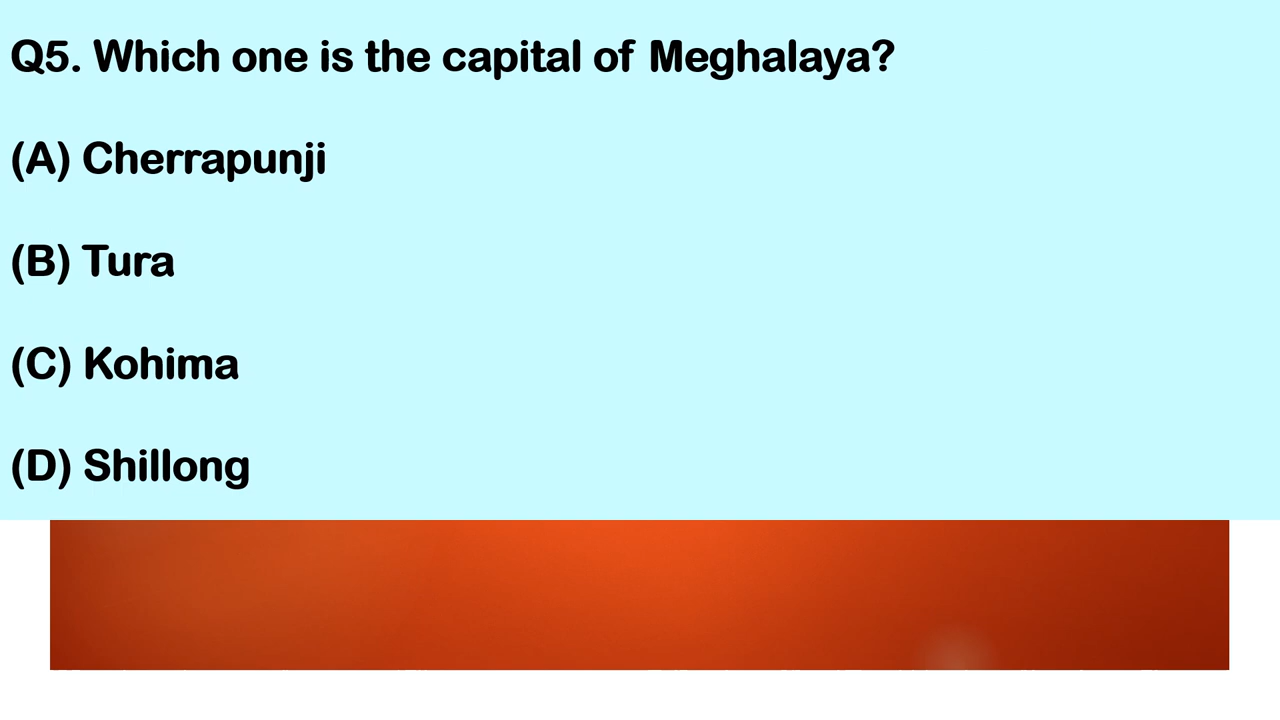 Q5. Which one is the capital of Meghalaya?
(A) Cherrapunji
(B) Tura
(C) Kohima
(D) Shillong